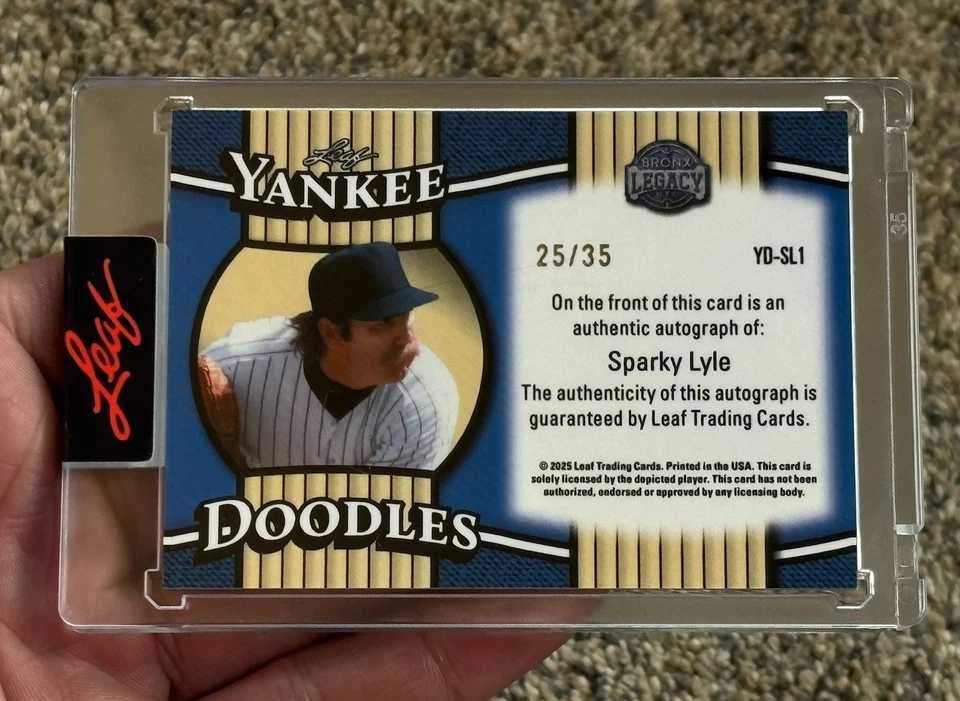 Leaf
YANKEE
BRONX
LEGACY
25/35
YD-SL1
On the front of this card is an
authentic autograph of:
Sparky Lyle
The authenticity of this autograph is
guaranteed by Leaf Trading Cards.
© 2025 Leaf Trading Cards. Printed in the USA. This card is
solely licensed by the depicted player. This card has not been
authorized, endorsed or approved by any licensing body.
DOODLES
Leaf
35